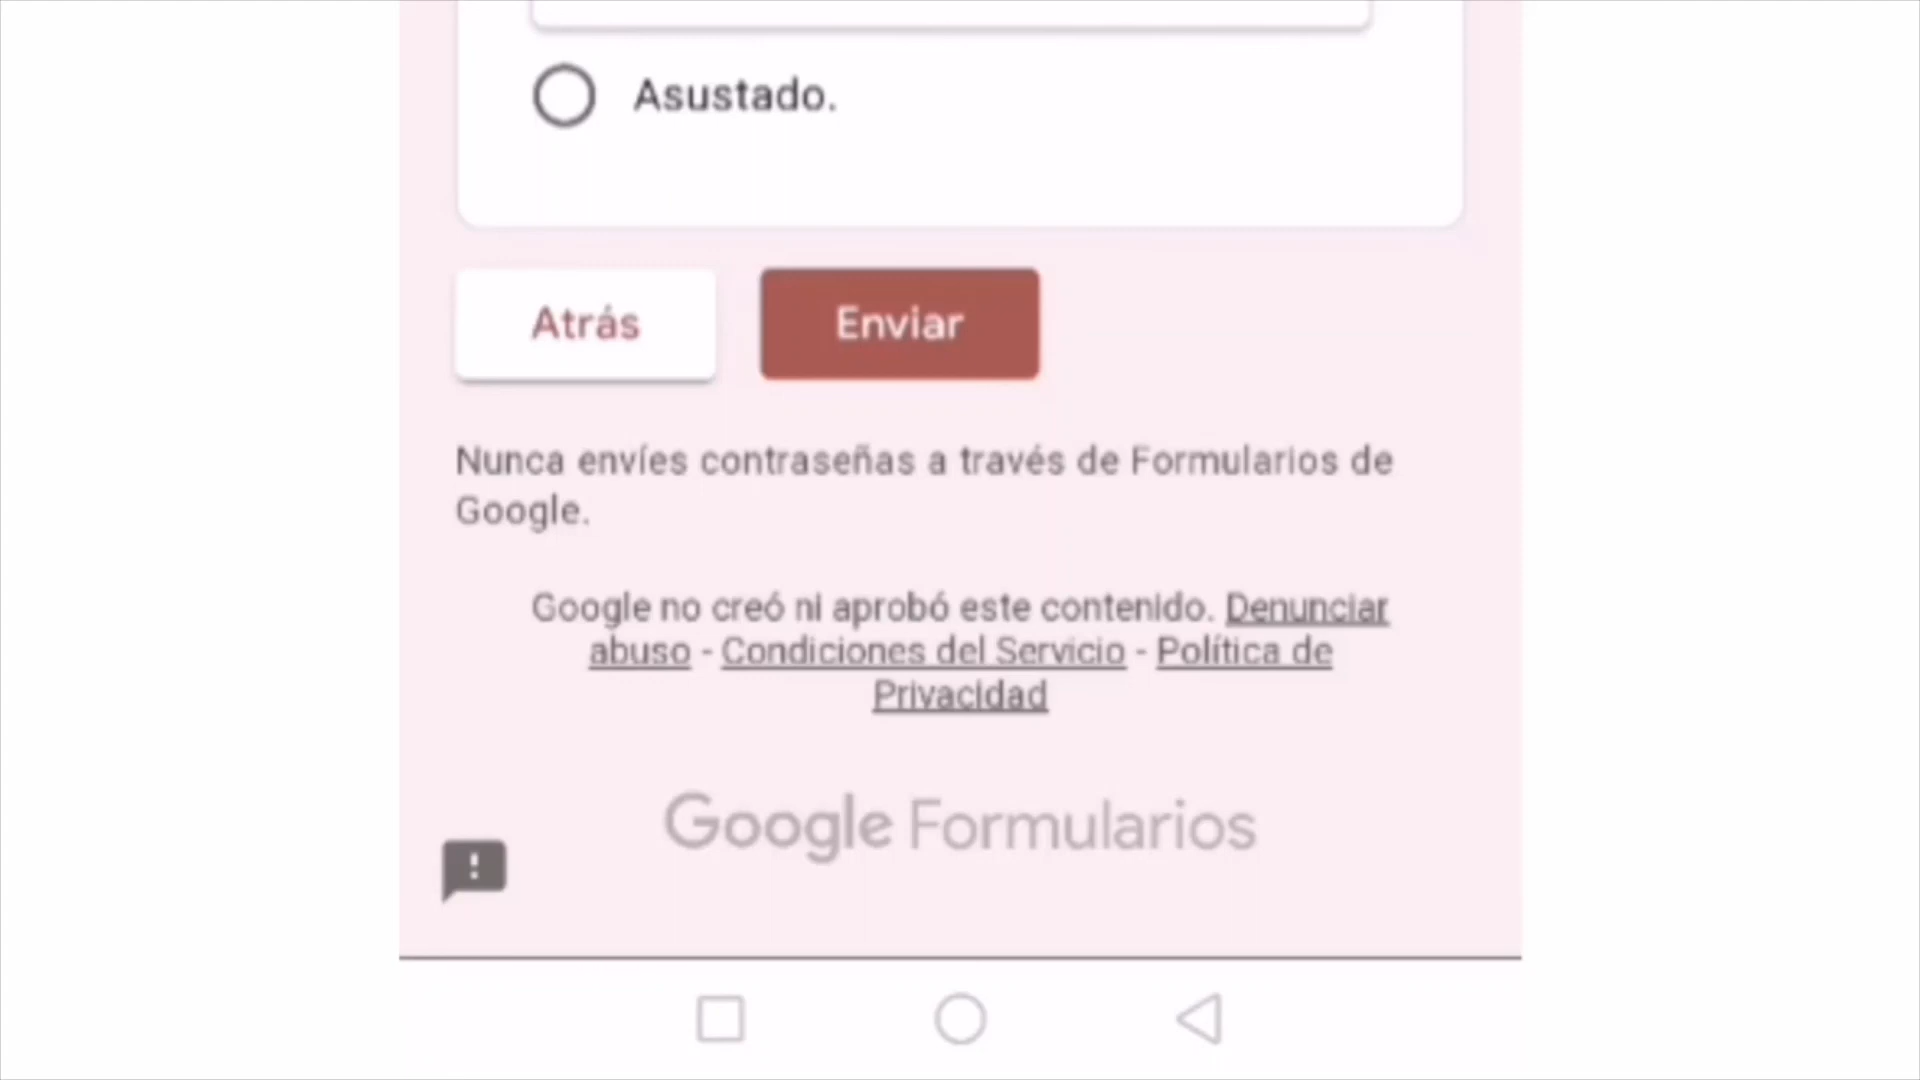 Asustado.
Atrás
Enviar
Nunca envíes contraseñas a través de Formularios de
Google.
Google no creó ni aprobó este contenido. Denunciar
abuso - Condiciones del Servicio - Política de
Privacidad
Google Formularios